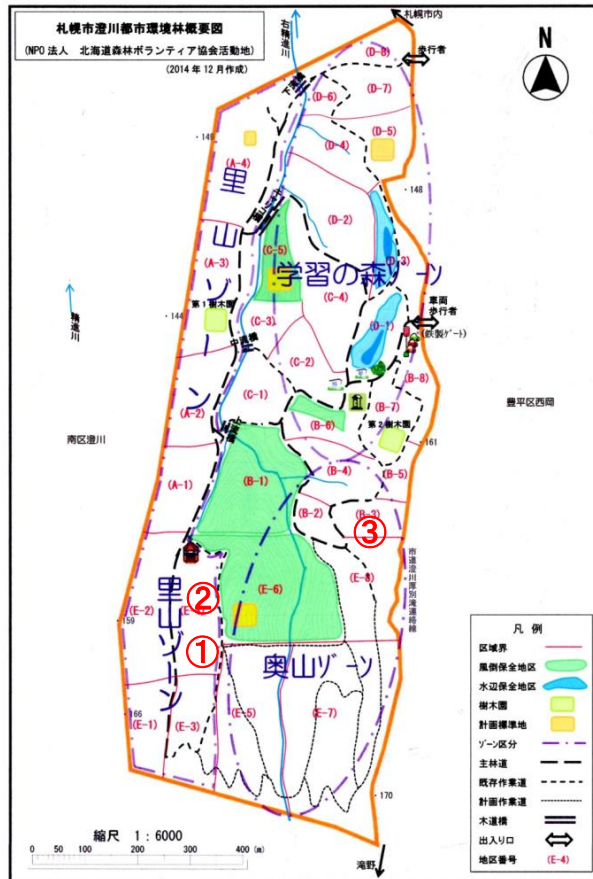 札幌市澄川都市環境林概要図
(NPO法人 北海道森林ボランティア協会活動地)
(2014年12月作成)
右精進川
札幌市内
歩行者
N
(D-8)
下滝橋
(D-6)
(D-7)
・149
(A-4)
(D-4)
(D-5)
里山ゾーン
・148
(D-2)
(A-3)
(C-5)
(D-3)
学習の森ゾーン
(C-4)
精進川
第1樹木園
・144
(C-3)
(D-1)
車両
歩行者
(鉄製ゲート)
中滝橋
(C-2)
(B-8)
(A-2)
(C-1)
(B-7)
豊平区西岡
(B-6)
第2樹木園
・161
南区澄川
上滝橋
(A-1)
(B-1)
(B-4)
(B-5)
(B-2)
(B-3)
③
市道澄川厚別滝連絡線
里山ゾーン
②
(E-6)
(E-8)
(E-2)
・159
①
奥山ゾーン
・166
(E-1)
(E-3)
(E-5)
(E-7)
・170
縮尺 1:6000
0 100 200 300 400 (m)
滝野
凡例
区域界
風倒保全地区
水辺保全地区
樹木園
計画標準地
ゾーン区分
主林道
既存作業道
計画作業道
木道橋
出入り口
地区番号 (E-4)